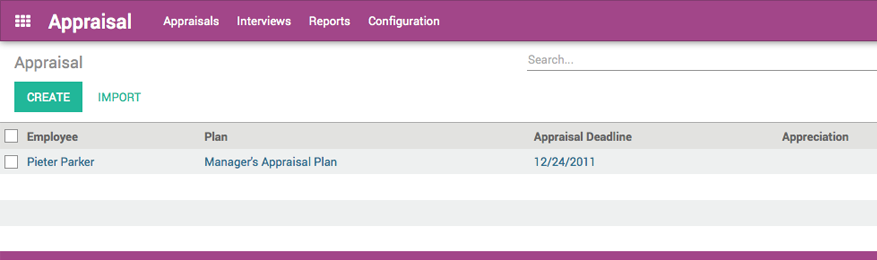 Appraisal Appraisals Interviews Reports Configuration
Appraisal Search...
CREATE IMPORT
Employee Plan Appraisal Deadline Appreciation
Pieter Parker Manager's Appraisal Plan 12/24/2011